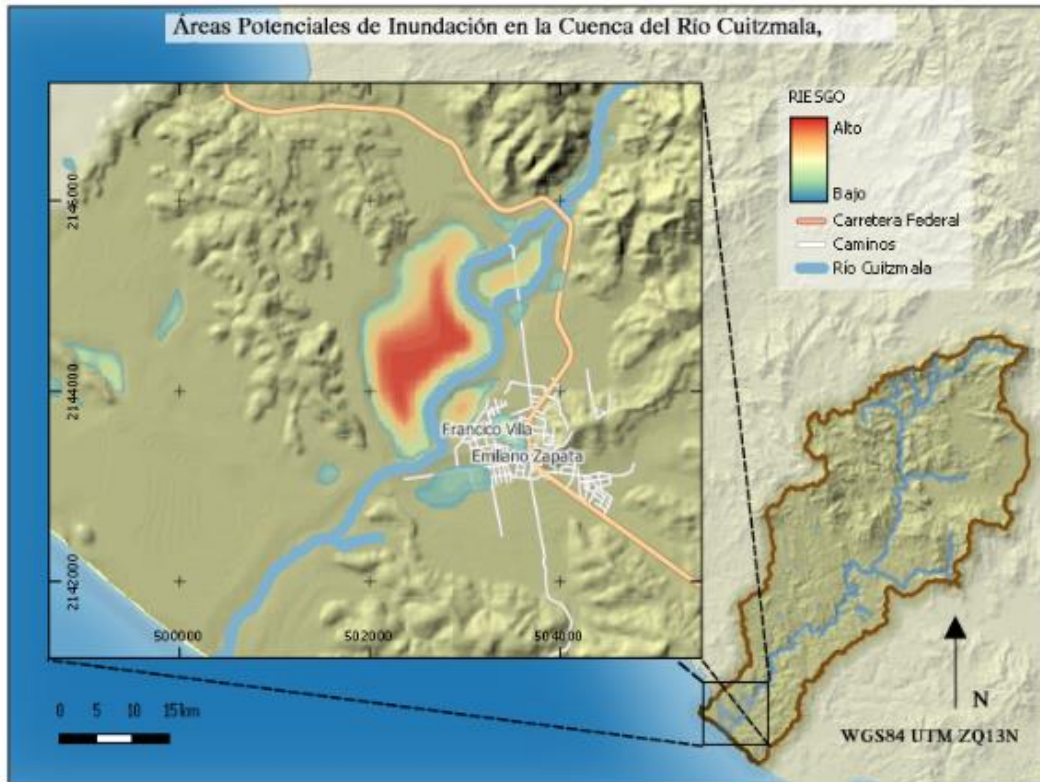 Áreas Potenciales de Inundación en la Cuenca del Río Cuitzmala,
RIESGO
Alto
Bajo
Carretera Federal
Caminos
Río Cuitzmala
2146000
2144000
2142000
Francico Villa
Emiliano Zapata
500000
502000
504000
0 5 10 15 km
N
WGS84 UTM ZQ13N